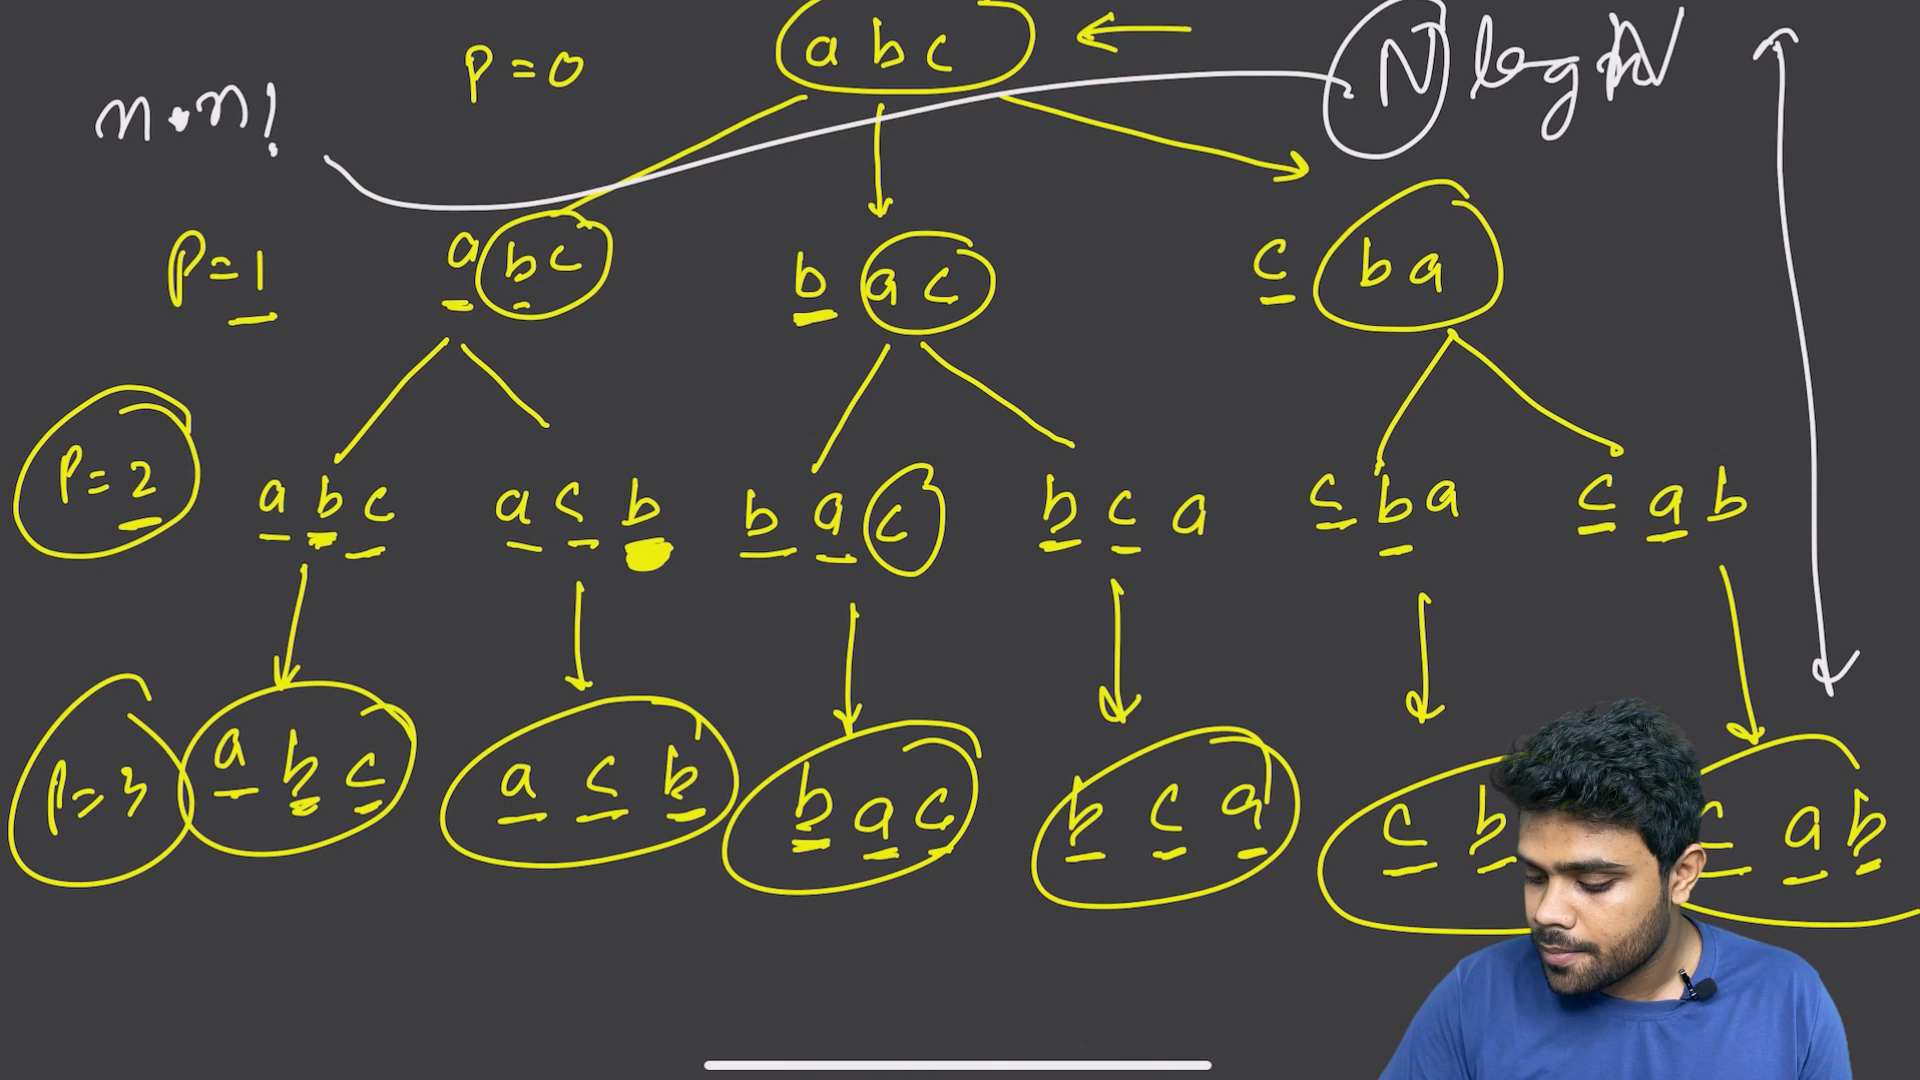 a b c
P = 0
N log N
n • n!
P = 1
a b c
b a c
c b a
P = 2
a b c
a c b
b a c
b c a
c b a
c a b
P = 3
a b c
a c b
b a c
b c a
c b
c a b